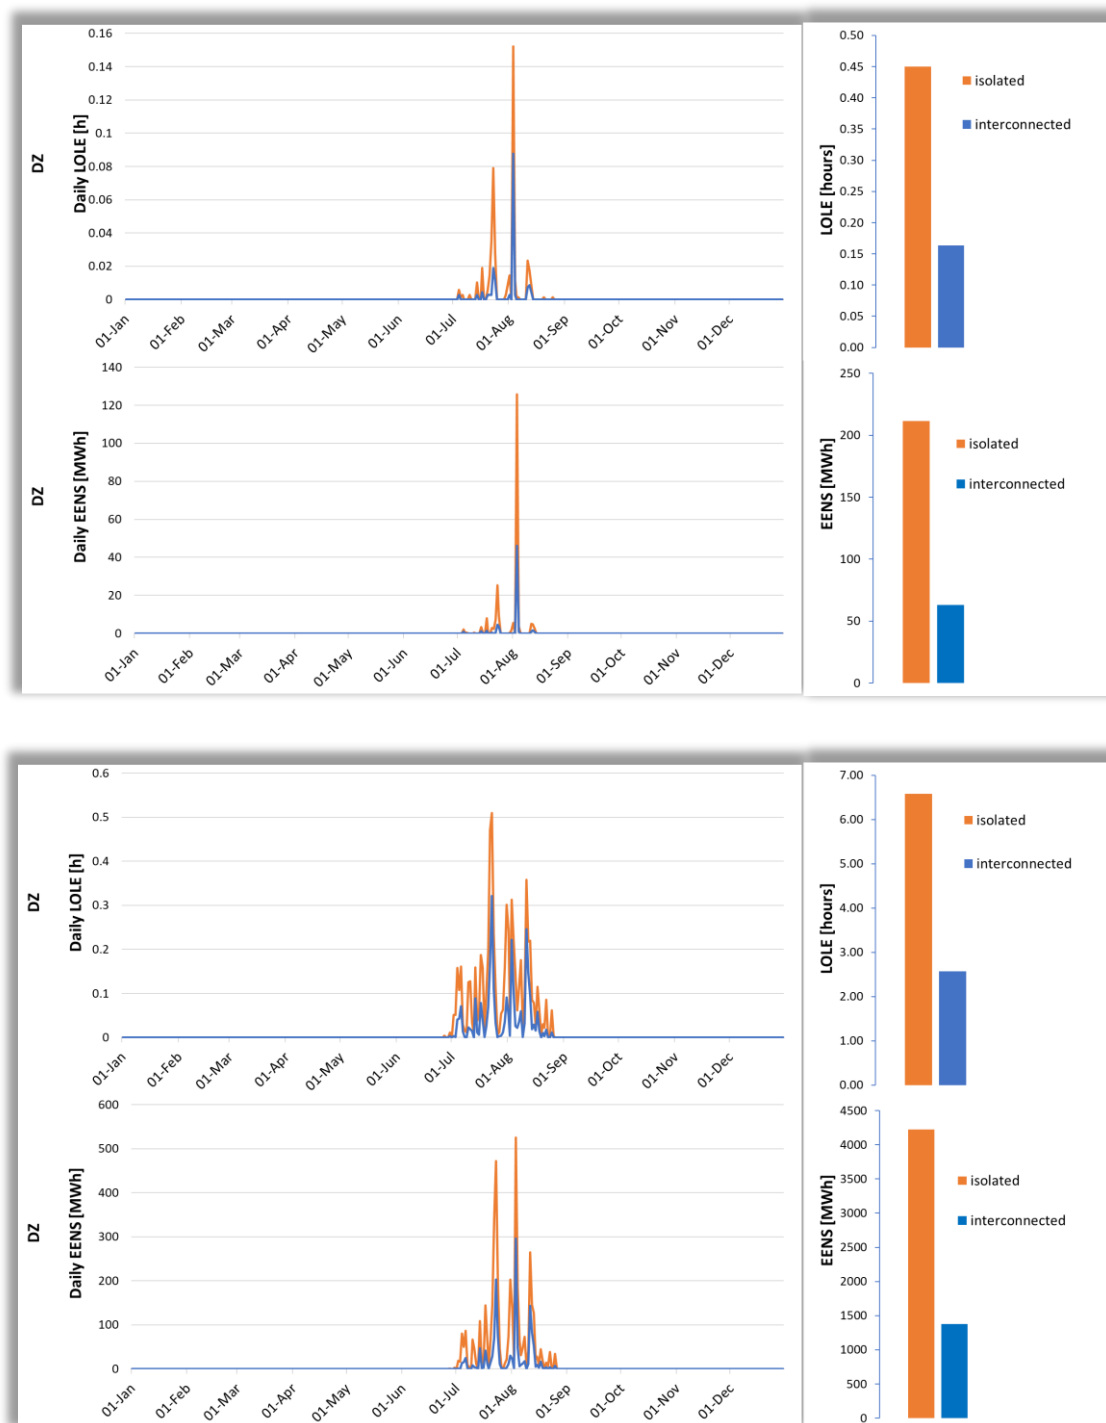 DZ
Daily LOLE [h]
0.16
0.14
0.12
0.1
0.08
0.06
0.04
0.02
0
01-Jan
01-Feb
01-Mar
01-Apr
01-May
01-Jun
01-Jul
01-Aug
01-Sep
01-Oct
01-Nov
01-Dec
LOLE [hours]
0.50
0.45
0.40
0.35
0.30
0.25
0.20
0.15
0.10
0.05
0.00
isolated
interconnected
DZ
Daily EENS [MWh]
140
120
100
80
60
40
20
0
01-Jan
01-Feb
01-Mar
01-Apr
01-May
01-Jun
01-Jul
01-Aug
01-Sep
01-Oct
01-Nov
01-Dec
EENS [MWh]
250
200
150
100
50
0
isolated
interconnected
DZ
Daily LOLE [h]
0.6
0.5
0.4
0.3
0.2
0.1
0
01-Jan
01-Feb
01-Mar
01-Apr
01-May
01-Jun
01-Jul
01-Aug
01-Sep
01-Oct
01-Nov
01-Dec
LOLE [hours]
7.00
6.00
5.00
4.00
3.00
2.00
1.00
0.00
isolated
interconnected
DZ
Daily EENS [MWh]
600
500
400
300
200
100
0
01-Jan
01-Feb
01-Mar
01-Apr
01-May
01-Jun
01-Jul
01-Aug
01-Sep
01-Oct
01-Nov
01-Dec
EENS [MWh]
4500
4000
3500
3000
2500
2000
1500
1000
500
0
isolated
interconnected